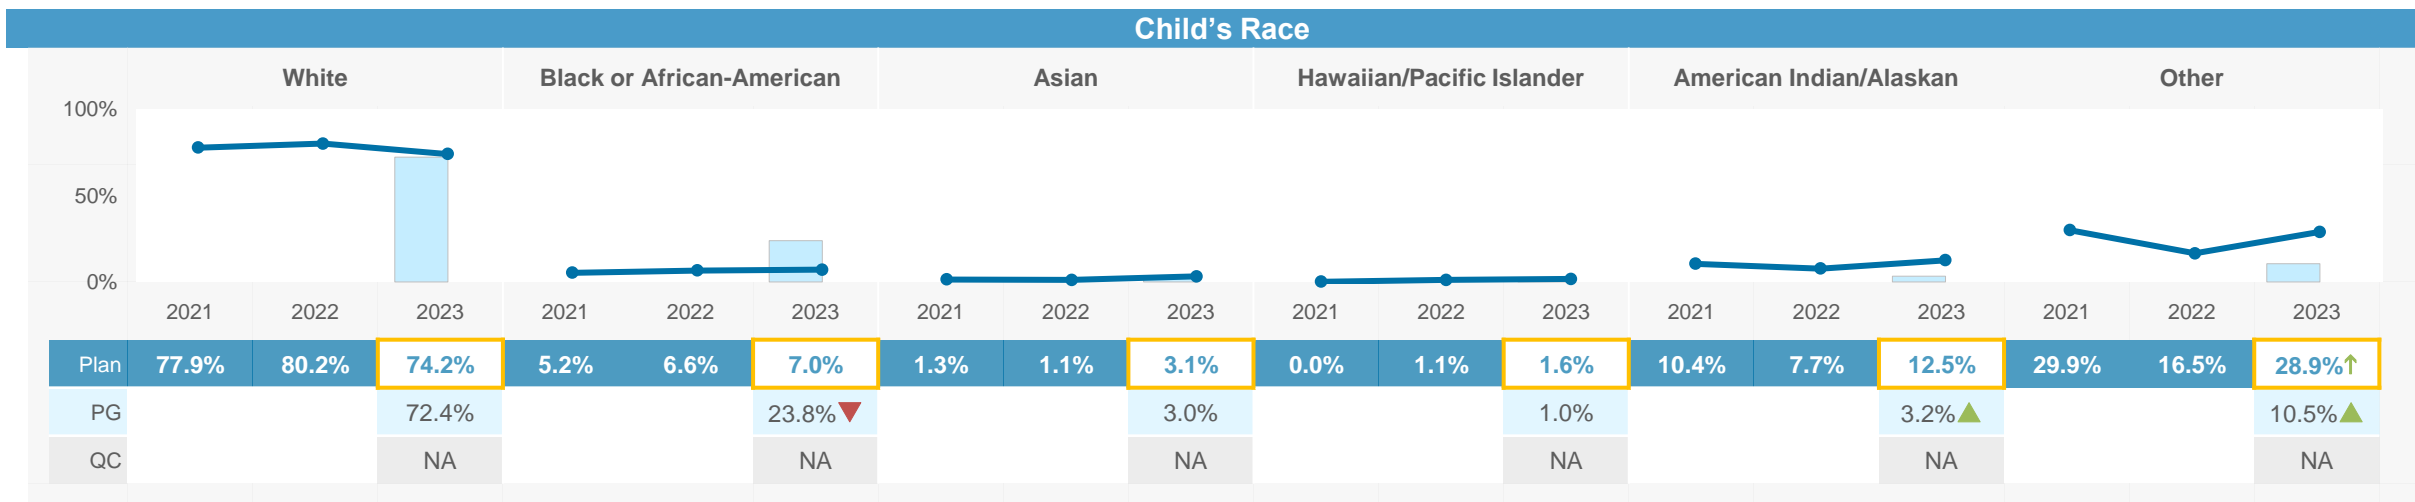 Child’s Race
White Black or African-American Asian Hawaiian/Pacific Islander American Indian/Alaskan Other
100%
50%
0%
2021 2022 2023 2021 2022 2023 2021 2022 2023 2021 2022 2023 2021 2022 2023 2021 2022 2023
Plan 77.9% 80.2% 74.2% 5.2% 6.6% 7.0% 1.3% 1.1% 3.1% 0.0% 1.1% 1.6% 10.4% 7.7% 12.5% 29.9% 16.5% 28.9%↑
PG 72.4% 23.8%▼ 3.0% 1.0% 3.2%▲ 10.5%▲
QC NA NA NA NA NA NA